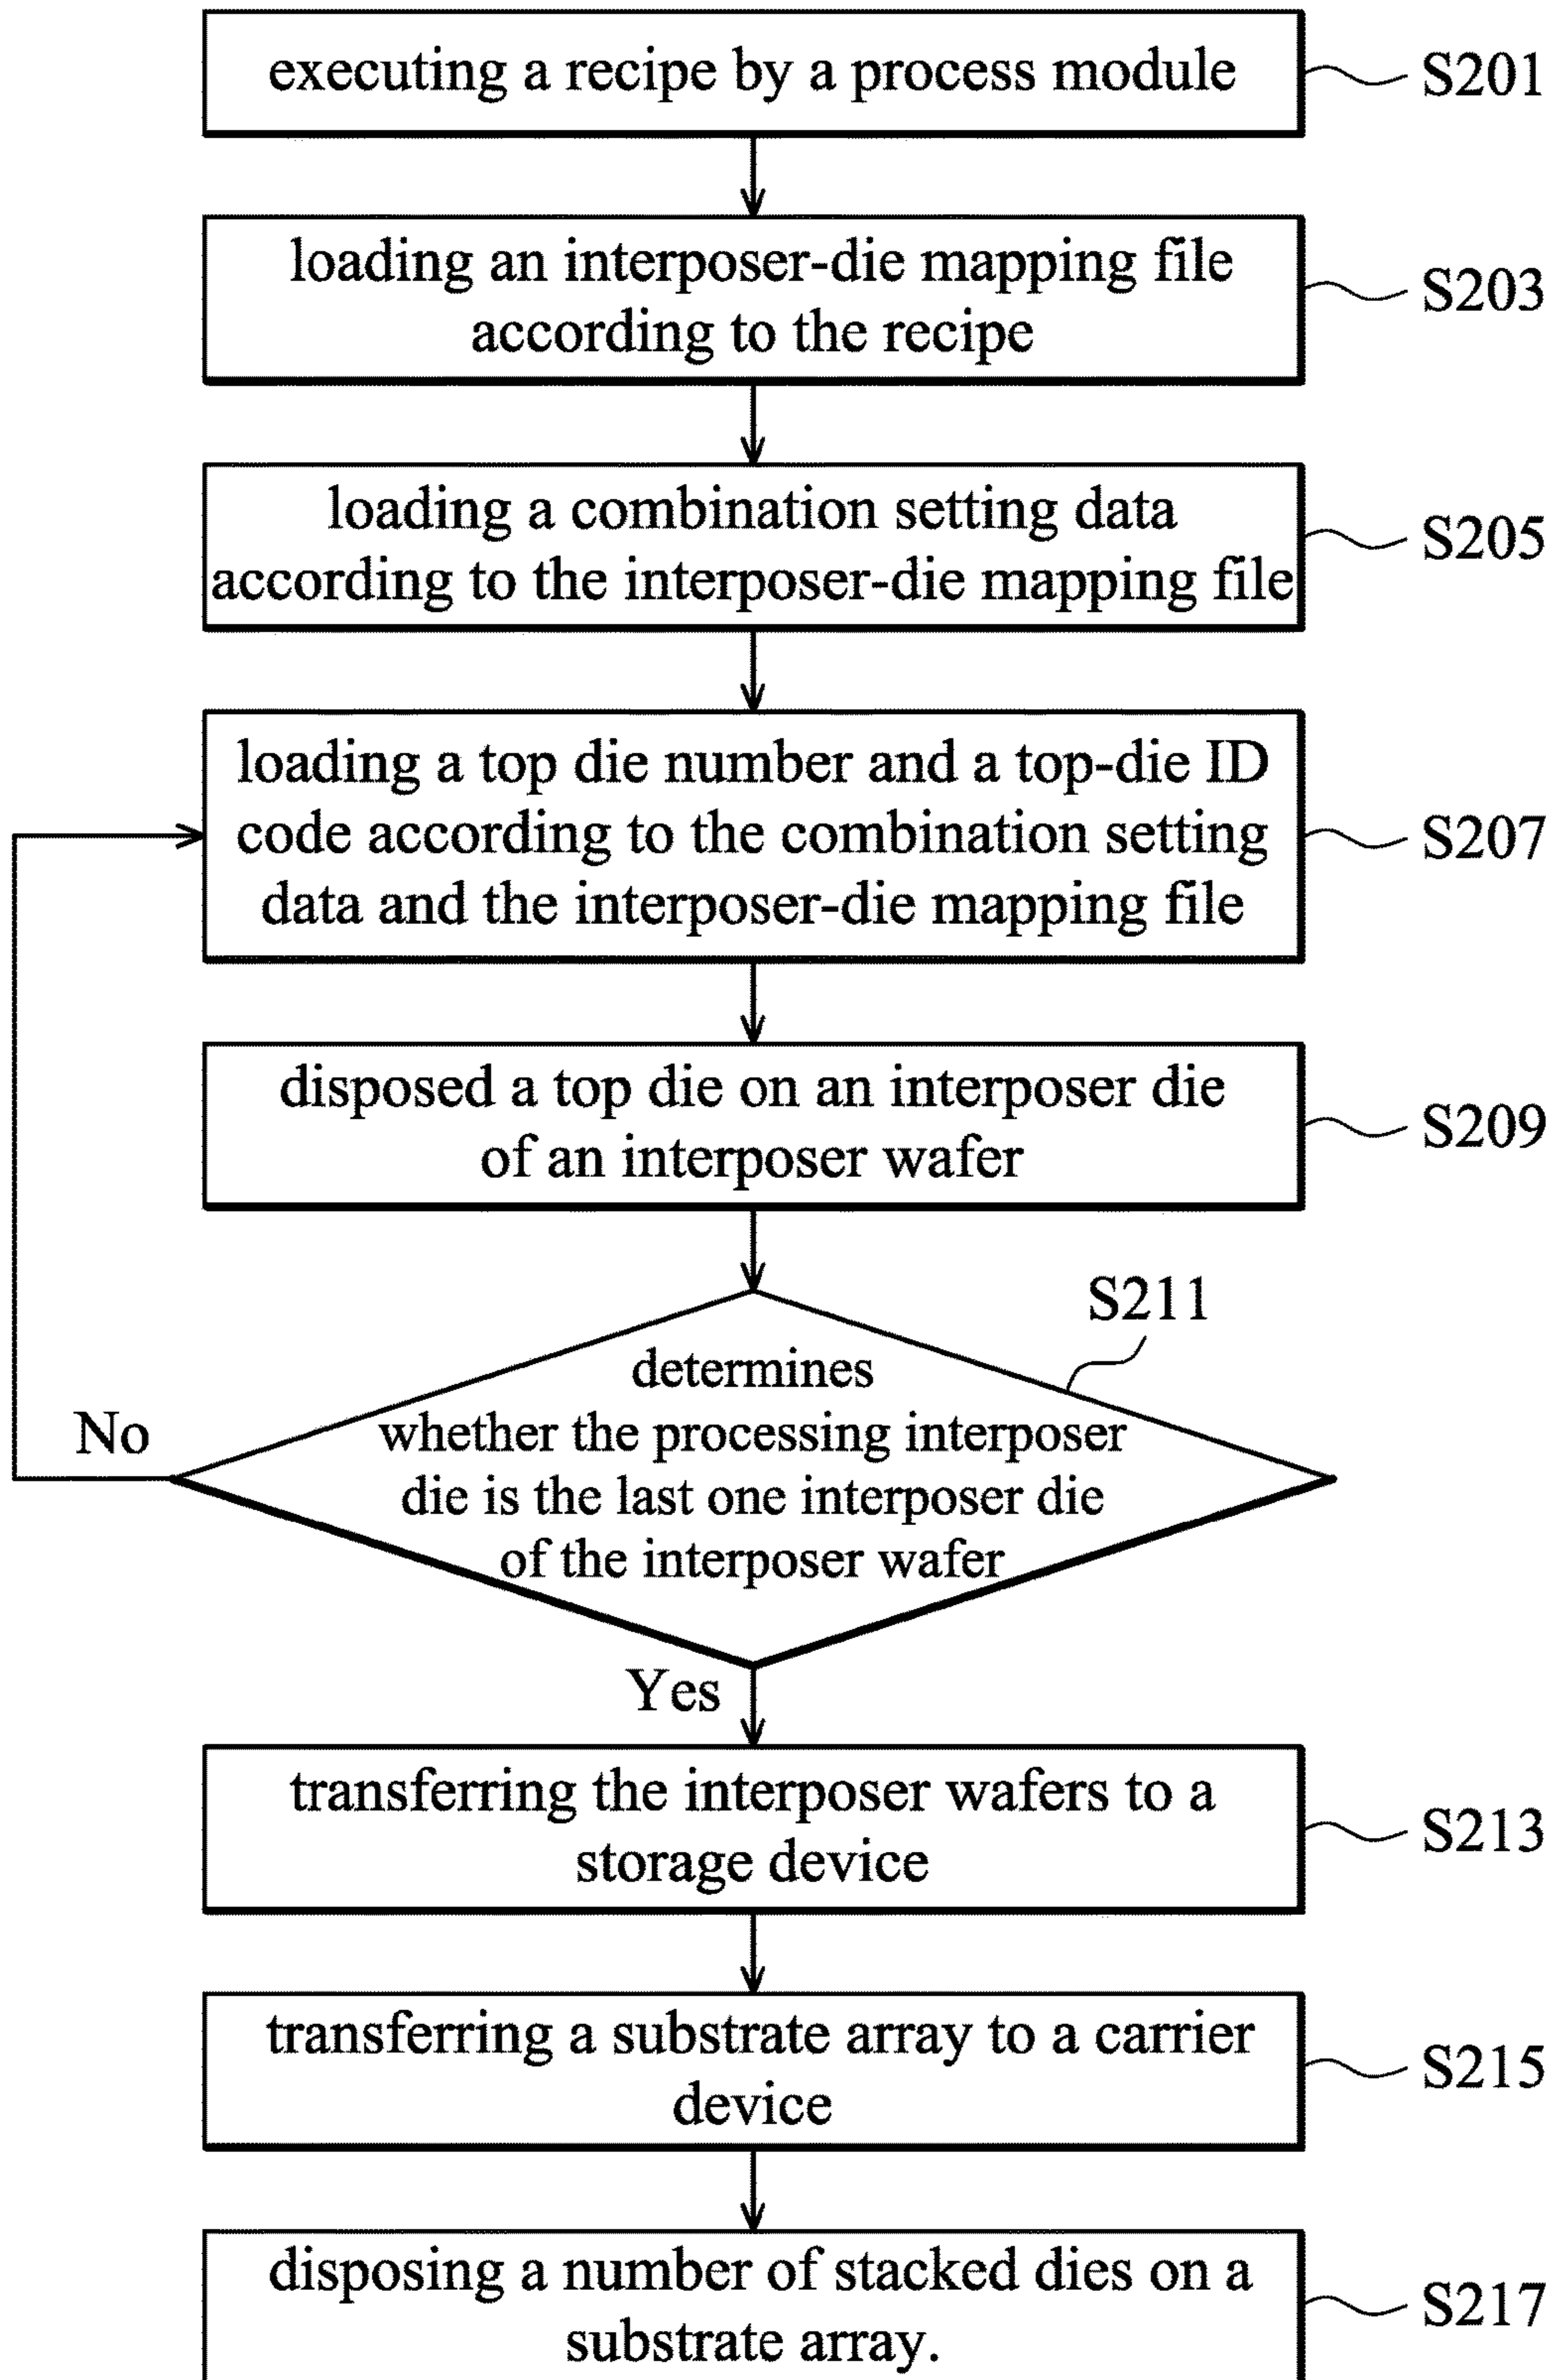 executing a recipe by a process module
S201
loading an interposer-die mapping file
according to the recipe
S203
loading a combination setting data
according to the interposer-die mapping file
S205
loading a top die number and a top-die ID
code according to the combination setting
data and the interposer-die mapping file
S207
disposed a top die on an interposer die
of an interposer wafer
S209
S211
determines
whether the processing interposer
die is the last one interposer die
of the interposer wafer
No
Yes
transferring the interposer wafers to a
storage device
S213
transferring a substrate array to a carrier
device
S215
disposing a number of stacked dies on a
substrate array.
S217